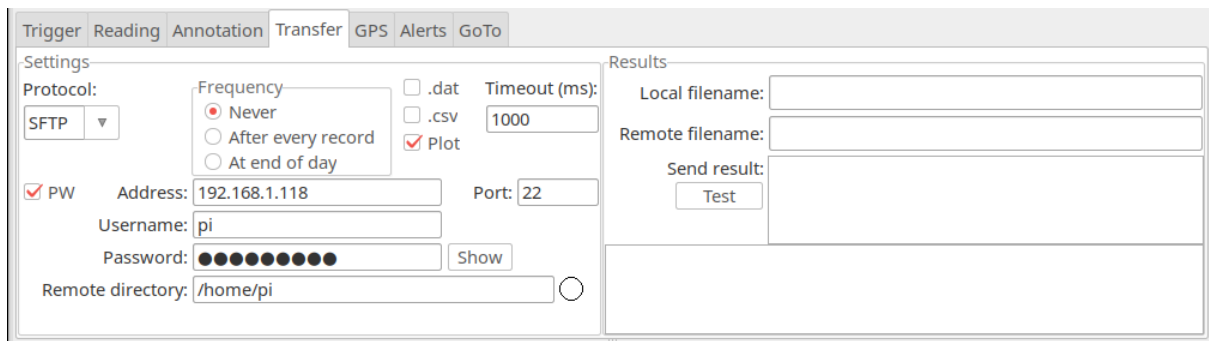 Trigger Reading Annotation Transfer GPS Alerts GoTo
Settings
Protocol:
SFTP
Frequency
Never
After every record
At end of day
.dat
.csv
Plot
Timeout (ms):
1000
PW Address: 192.168.1.118 Port: 22
Username: pi
Password: ●●●●●●●●● Show
Remote directory: /home/pi
Results
Local filename:
Remote filename:
Send result:
Test